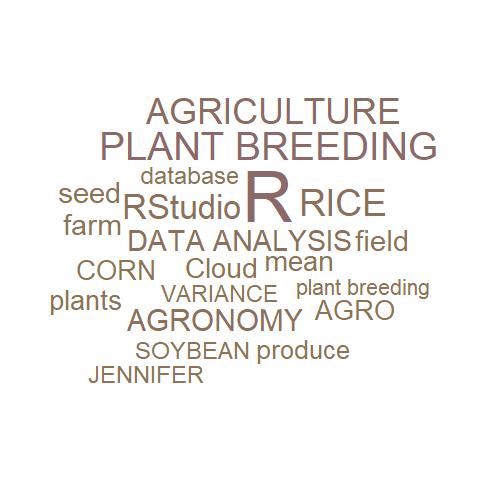 AGRICULTURE
PLANT BREEDING
database
seed RStudio R RICE
farm
DATA ANALYSIS field
CORN Cloud mean
plants VARIANCE plant breeding
AGRONOMY AGRO
SOYBEAN produce
JENNIFER